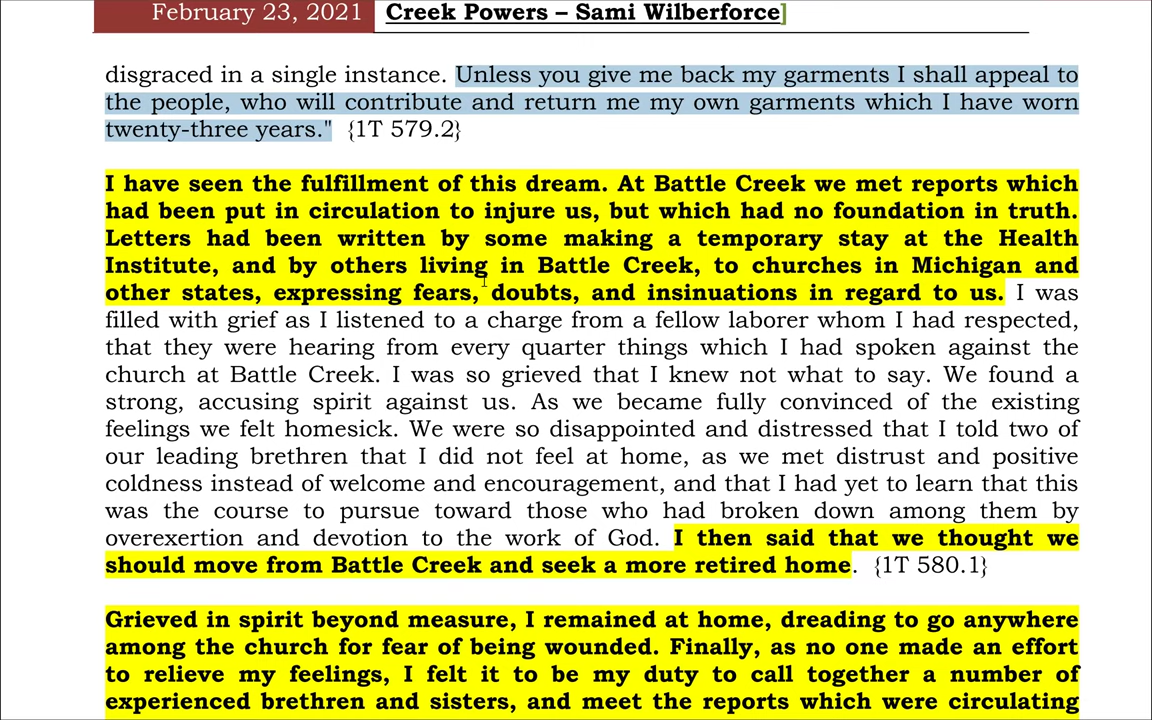 February 23, 2021 Creek Powers – Sami Wilberforce]
disgraced in a single instance. Unless you give me back my garments I shall appeal to
the people, who will contribute and return me my own garments which I have worn
twenty-three years." {1T 579.2}
I have seen the fulfillment of this dream. At Battle Creek we met reports which
had been put in circulation to injure us, but which had no foundation in truth.
Letters had been written by some making a temporary stay at the Health
Institute, and by others living in Battle Creek, to churches in Michigan and
other states, expressing fears, doubts, and insinuations in regard to us. I was
filled with grief as I listened to a charge from a fellow laborer whom I had respected,
that they were hearing from every quarter things which I had spoken against the
church at Battle Creek. I was so grieved that I knew not what to say. We found a
strong, accusing spirit against us. As we became fully convinced of the existing
feelings we felt homesick. We were so disappointed and distressed that I told two of
our leading brethren that I did not feel at home, as we met distrust and positive
coldness instead of welcome and encouragement, and that I had yet to learn that this
was the course to pursue toward those who had broken down among them by
overexertion and devotion to the work of God. I then said that we thought we
should move from Battle Creek and seek a more retired home. {1T 580.1}
Grieved in spirit beyond measure, I remained at home, dreading to go anywhere
among the church for fear of being wounded. Finally, as no one made an effort
to relieve my feelings, I felt it to be my duty to call together a number of
experienced brethren and sisters, and meet the reports which were circulating